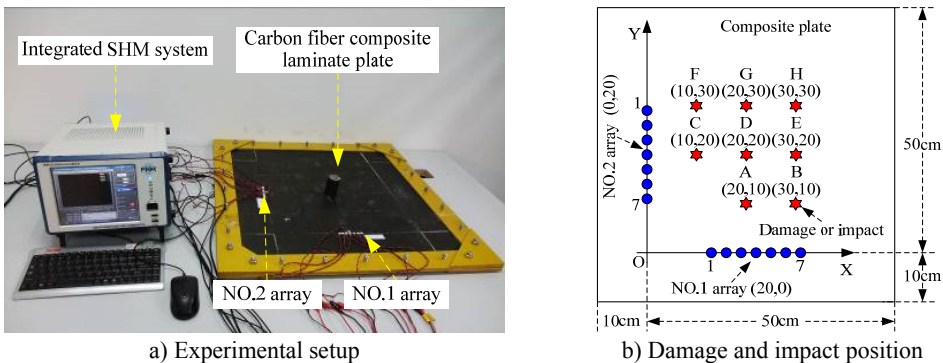 Integrated SHM system
Carbon fiber composite
laminate plate
NO.2 array
NO.1 array
a) Experimental setup
Composite plate
Y
F
G
H
(10,30)
(20,30)
(30,30)
C
D
E
(10,20)
(20,20)
(30,20)
A
B
(20,10)
(30,10)
1
7
NO.2 array (0,20)
Damage or impact
O
1
7
X
NO.1 array (20,0)
50cm
10cm
10cm
50cm
b) Damage and impact position